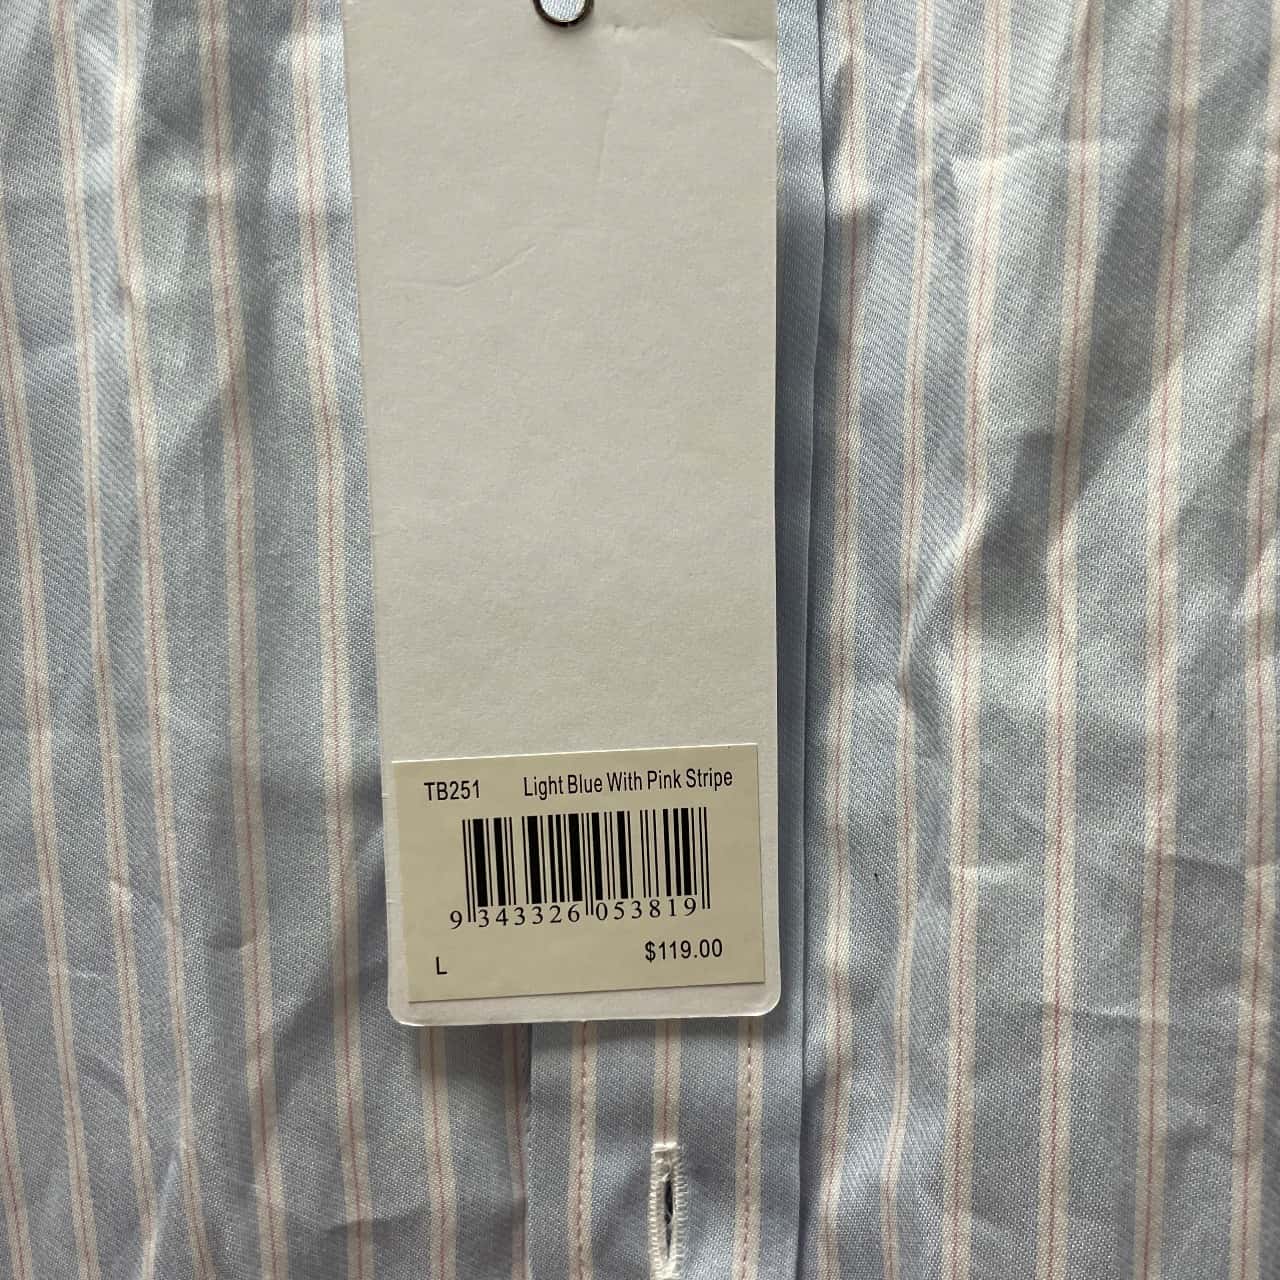 TB251 Light Blue With Pink Stripe
9 343326 053819
L $119.00